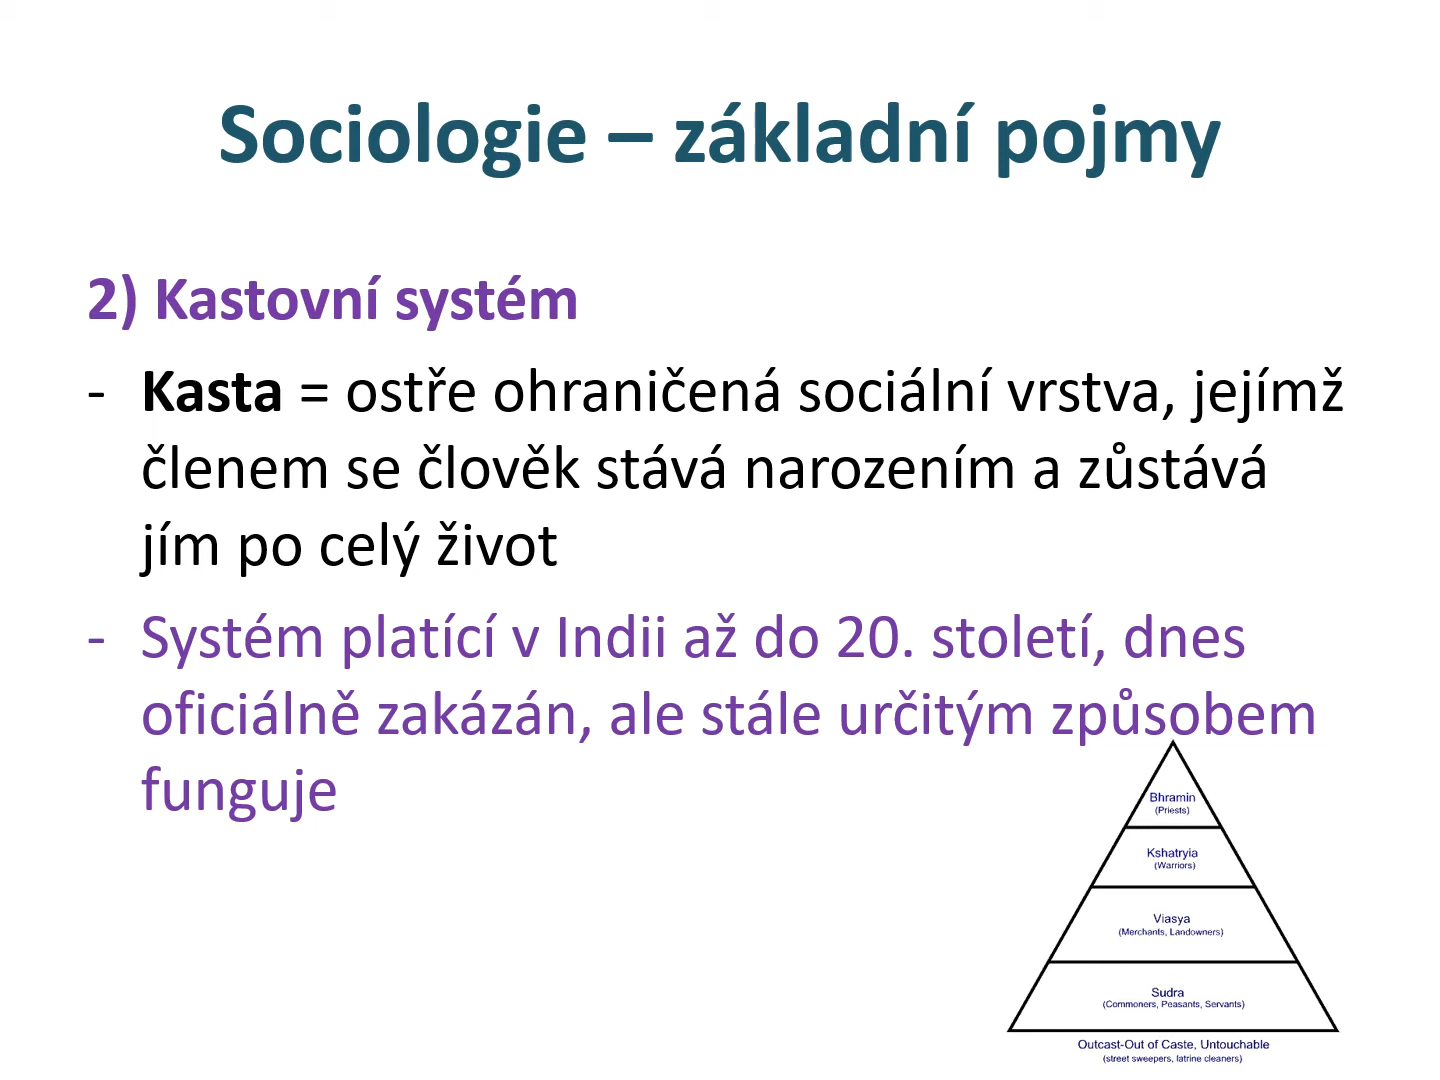 Sociologie – základní pojmy
2) Kastovní systém
- Kasta = ostře ohraničená sociální vrstva, jejímž
členem se člověk stává narozením a zůstává
jím po celý život
- Systém platící v Indii až do 20. století, dnes
oficiálně zakázán, ale stále určitým způsobem
funguje
Bhramin
(Priests)
Kshatryia
(Warriors)
Viasya
(Merchants, Landowners)
Sudra
(Commoners, Peasants, Servants)
Outcast-Out of Caste, Untouchable
(street sweepers, latrine cleaners)